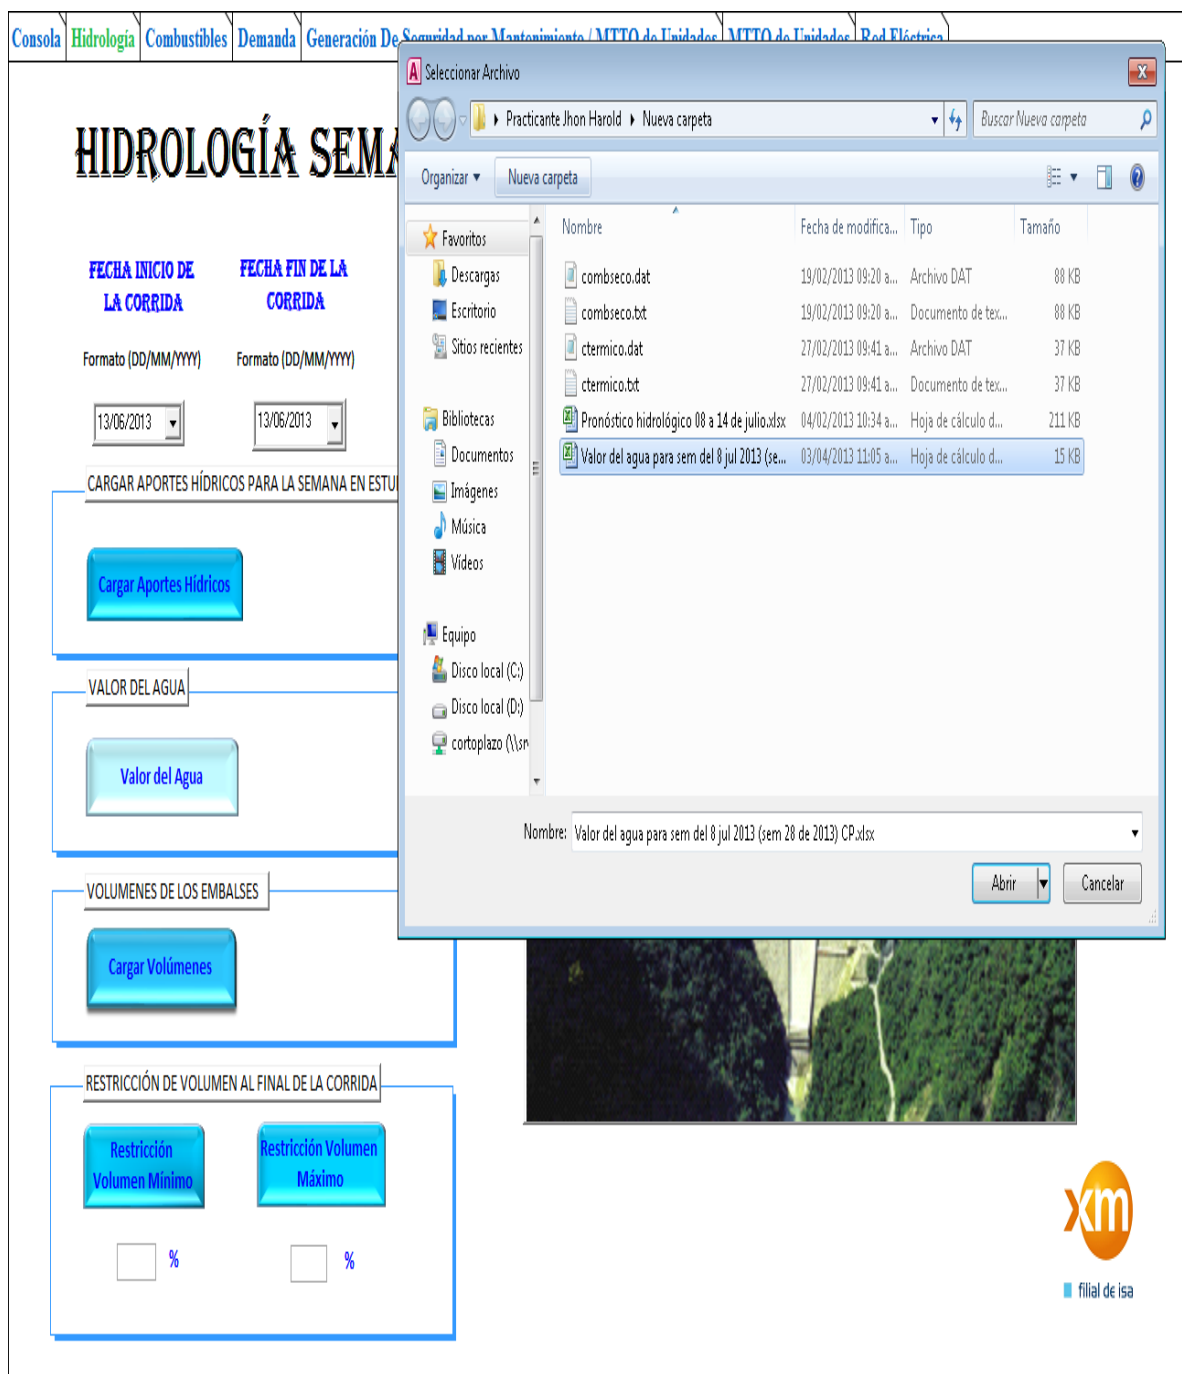 Consola Hidrología Combustibles Demanda Generación De Seguridad por Mantenimiento / MTTO de Unidades MTTO de Unidades Red Eléctrica
HIDROLOGÍA SEMA
FECHA INICIO DE
LA CORRIDA
FECHA FIN DE LA
CORRIDA
Formato (DD/MM/YYYY) Formato (DD/MM/YYYY)
13/06/2013 13/06/2013
CARGAR APORTES HÍDRICOS PARA LA SEMANA EN ESTU
Cargar Aportes Hídricos
VALOR DEL AGUA
Valor del Agua
VOLUMENES DE LOS EMBALSES
Cargar Volúmenes
RESTRICCIÓN DE VOLUMEN AL FINAL DE LA CORRIDA
Restricción
Volumen Mínimo
Restricción Volumen
Máximo
% %
Seleccionar Archivo
Practicante Jhon Harold Nueva carpeta
Buscar Nueva carpeta
Organizar Nueva carpeta
Favoritos
Descargas
Escritorio
Sitios recientes
Bibliotecas
Documentos
Imágenes
Música
Vídeos
Equipo
Disco local (C:)
Disco local (D:)
cortoplazo (\\srv
Nombre Fecha de modifica... Tipo Tamaño
combseco.dat 19/02/2013 09:20 a... Archivo DAT 88 KB
combseco.txt 19/02/2013 09:20 a... Documento de tex... 88 KB
ctermico.dat 27/02/2013 09:41 a... Archivo DAT 37 KB
ctermico.txt 27/02/2013 09:41 a... Documento de tex... 37 KB
Pronóstico hidrológico 08 a 14 de julio.xlsx 04/02/2013 10:34 a... Hoja de cálculo d... 211 KB
Valor del agua para sem del 8 jul 2013 (se... 03/04/2013 11:05 a... Hoja de cálculo d... 15 KB
Nombre: Valor del agua para sem del 8 jul 2013 (sem 28 de 2013) CP.xlsx
Abrir Cancelar
xm
filial de isa